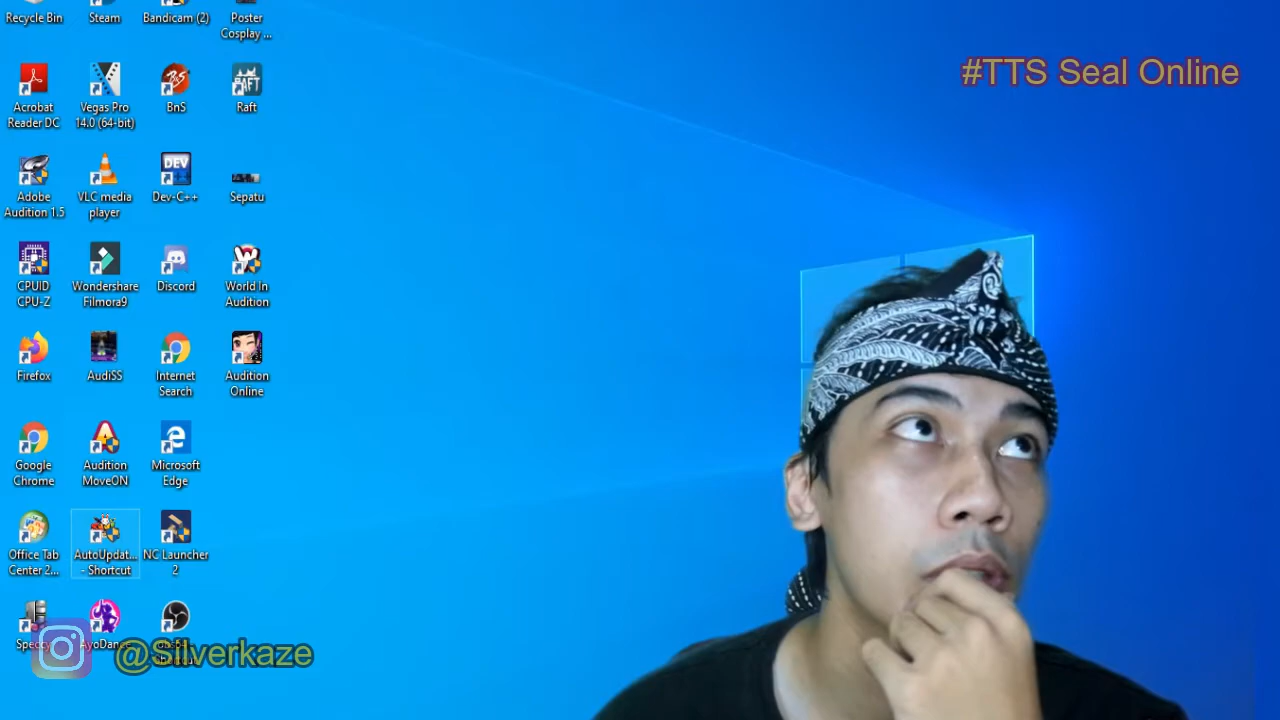 Recycle Bin
Steam
Bandicam (2)
Poster
Cosplay ...
#TTS Seal Online
Acrobat
Reader DC
Vegas Pro
14.0 (64-bit)
BnS
Raft
Adobe
Audition 1.5
VLC media
player
DEV
Dev-C++
Sepatu
CPUID
CPU-Z
Wondershare
Filmora9
Discord
World In
Audition
Firefox
AudiSS
Internet
Search
Audition
Online
Google
Chrome
Audition
MoveON
Microsoft
Edge
Office Tab
Center 2...
AutoUpdat...
- Shortcut
NC Launcher
2
Speccy
AyoDance
@Silverkaze